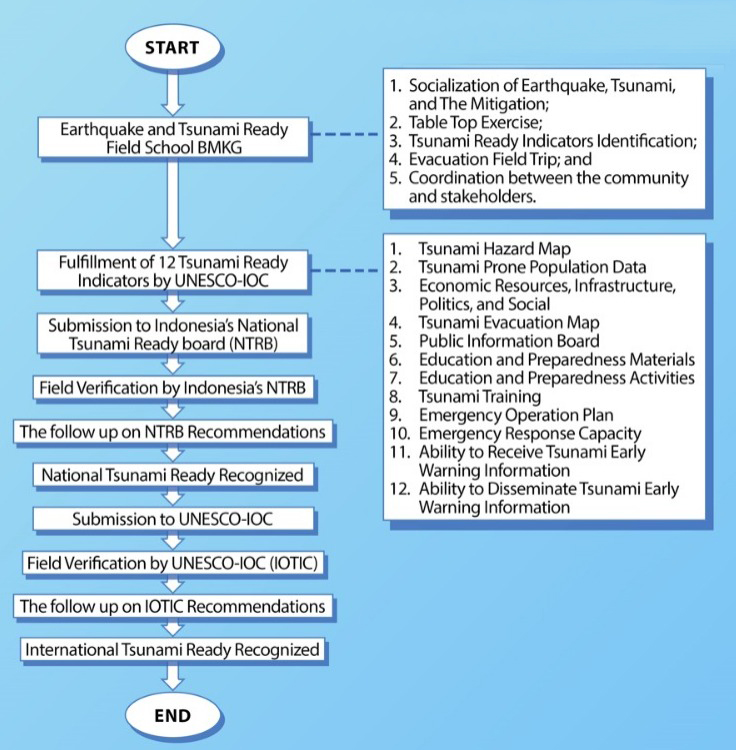 START
Earthquake and Tsunami Ready
Field School BMKG
1. Socialization of Earthquake, Tsunami,
and The Mitigation;
2. Table Top Exercise;
3. Tsunami Ready Indicators Identification;
4. Evacuation Field Trip; and
5. Coordination between the community
and stakeholders.
Fulfillment of 12 Tsunami Ready
Indicators by UNESCO-IOC
1. Tsunami Hazard Map
2. Tsunami Prone Population Data
3. Economic Resources, Infrastructure,
Politics, and Social
4. Tsunami Evacuation Map
5. Public Information Board
6. Education and Preparedness Materials
7. Education and Preparedness Activities
8. Tsunami Training
9. Emergency Operation Plan
10. Emergency Response Capacity
11. Ability to Receive Tsunami Early
Warning Information
12. Ability to Disseminate Tsunami Early
Warning Information
Submission to Indonesia's National
Tsunami Ready board (NTRB)
Field Verification by Indonesia's NTRB
The follow up on NTRB Recommendations
National Tsunami Ready Recognized
Submission to UNESCO-IOC
Field Verification by UNESCO-IOC (IOTIC)
The follow up on IOTIC Recommendations
International Tsunami Ready Recognized
END